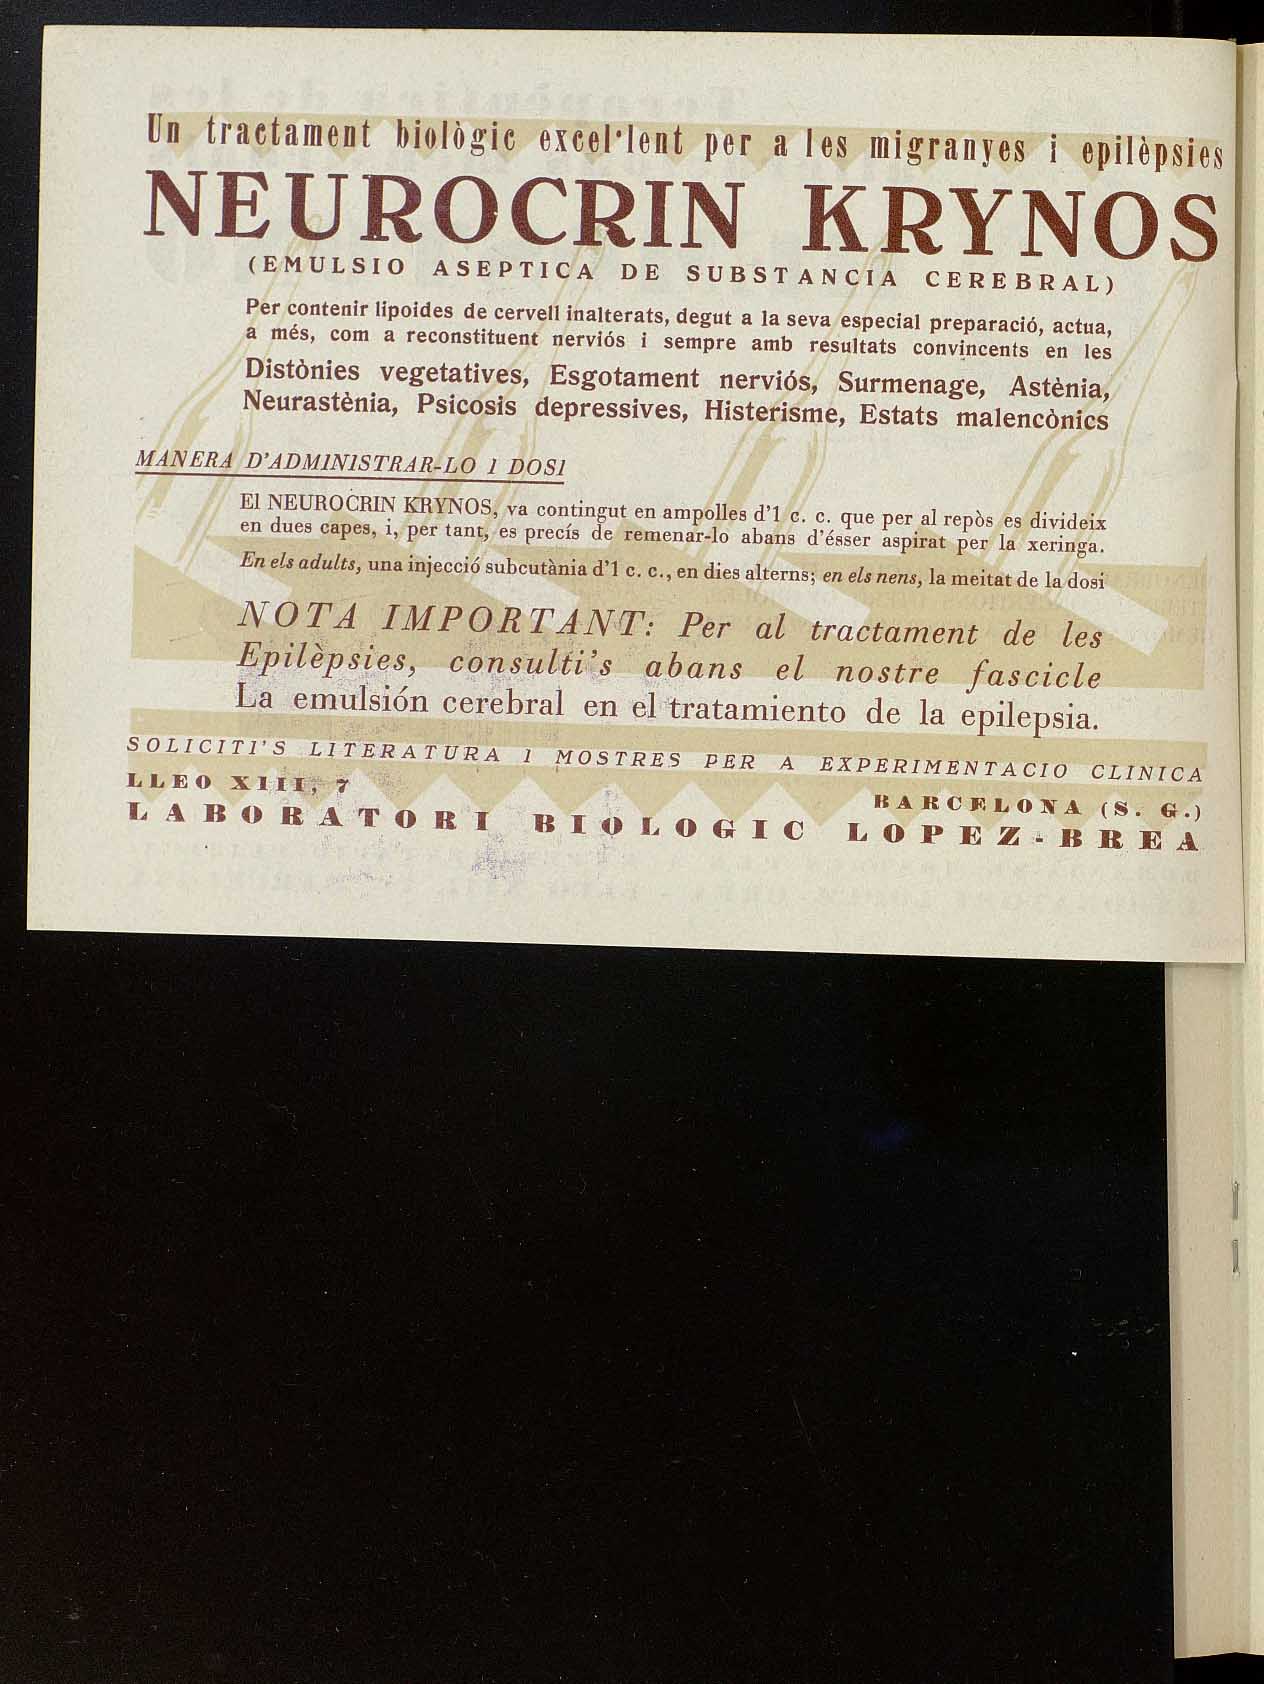 Un tractament biològic excel·lent per a les migranyes i epilèpsies
NEUROCRIN KRYNOS
(EMULSIO ASEPTICA DE SUBSTANCIA CEREBRAL)
Per contenir lipoides de cervell inalterats, degut a la seva especial preparació, actua,
a més, com a reconstituent nerviós i sempre amb resultats convincents en les
Distònies vegetatives, Esgotament nerviós, Surmenage, Astènia,
Neurastènia, Psicosis depressives, Histerisme, Estats malencònics
MANERA D'ADMINISTRAR-LO I DOSI
El NEUROCRIN KRYNOS, va contingut en ampolles d'1 c. c. que per al repòs es divideix
en dues capes, i, per tant, es precís de remenar-lo abans d'ésser aspirat per la xeringa.
En els adults, una injecció subcutània d'1 c. c., en dies alterns; en els nens, la meitat de la dosi
NOTA IMPORTANT: Per al tractament de les
Epilèpsies, consulti's abans el nostre fascicle
La emulsión cerebral en el tratamiento de la epilepsia.
SOLICITI'S LITERATURA I MOSTRES PER A EXPERIMENTACIO CLINICA
LLEO XIII, 7 BARCELONA (S. G.)
LABORATORI BIOLOGIC LOPEZ-BREA